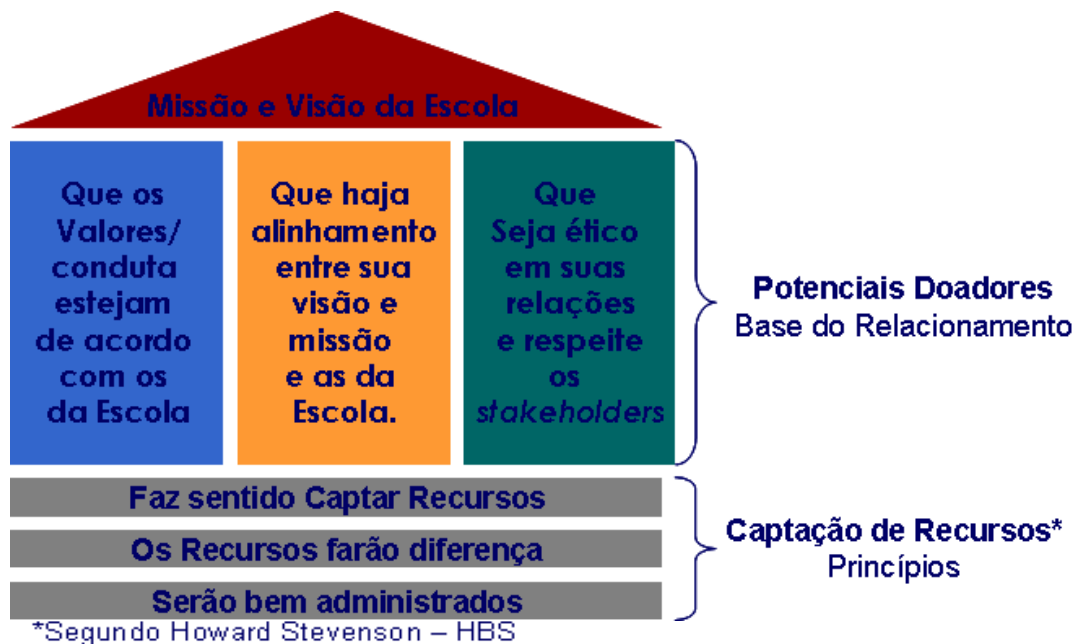 Missão e Visão da Escola
Que os
Valores/
conduta
estejam
de acordo
com os
da Escola
Que haja
alinhamento
entre sua
visão e
missão
e as da
Escola.
Que
Seja ético
em suas
relações
e respeite
os
stakeholders
Potenciais Doadores
Base do Relacionamento
Faz sentido Captar Recursos
Os Recursos farão diferença
Serão bem administrados
Captação de Recursos*
Princípios
*Segundo Howard Stevenson – HBS